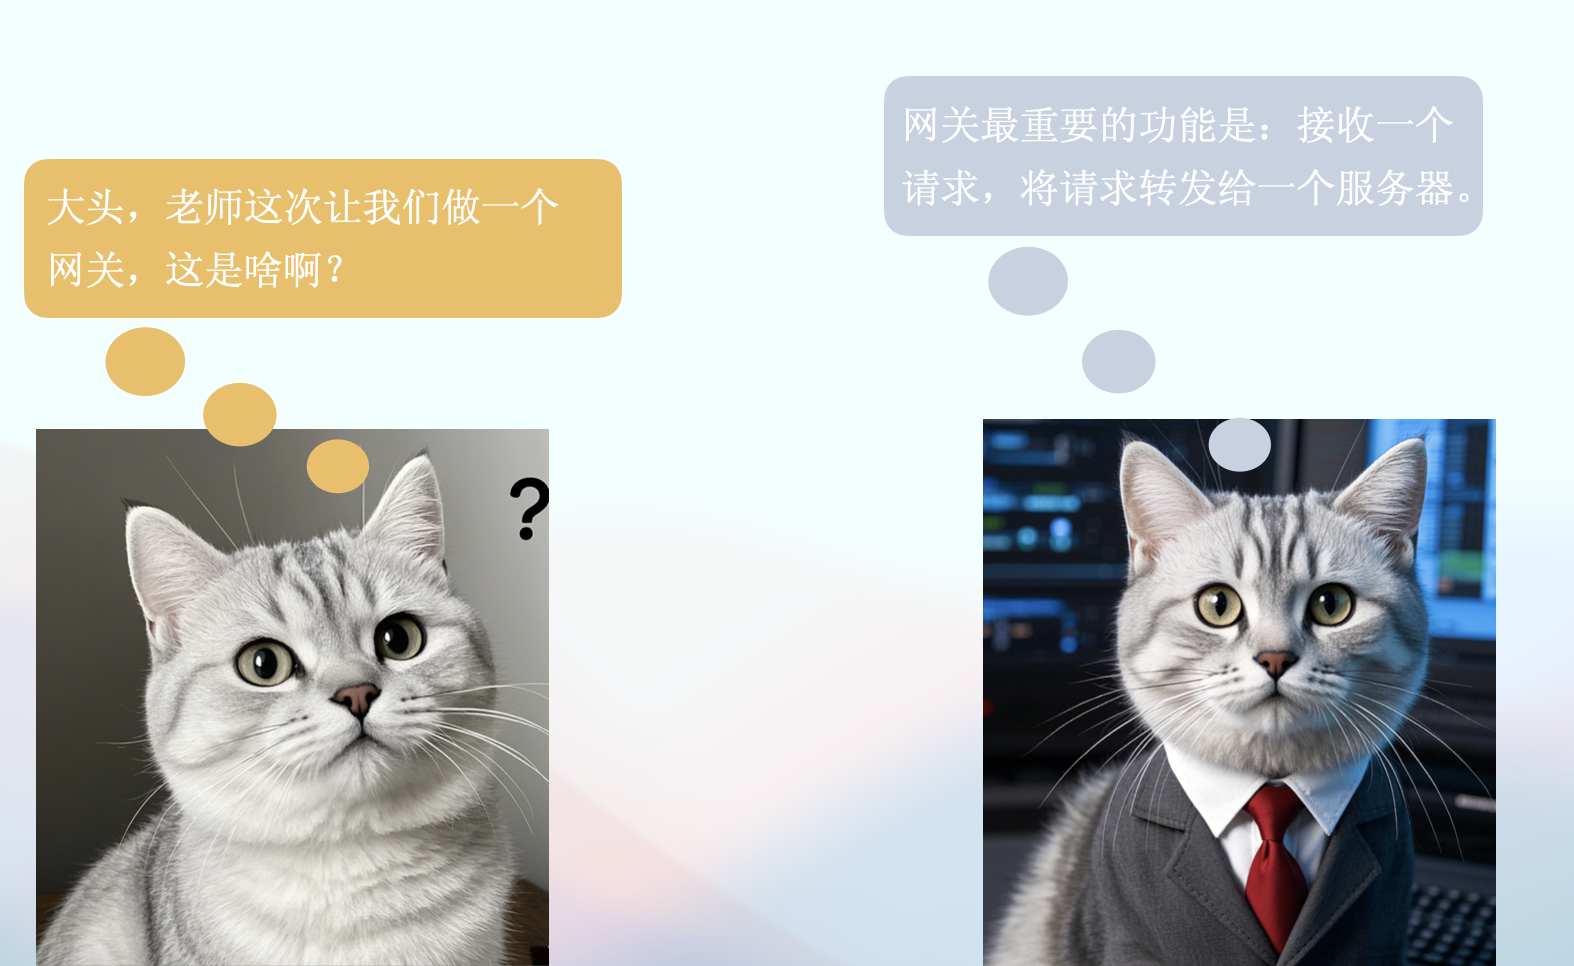 大头，老师这次让我们做一个
网关，这是啥啊？
网关最重要的功能是：接收一个
请求，将请求转发给一个服务器。
?